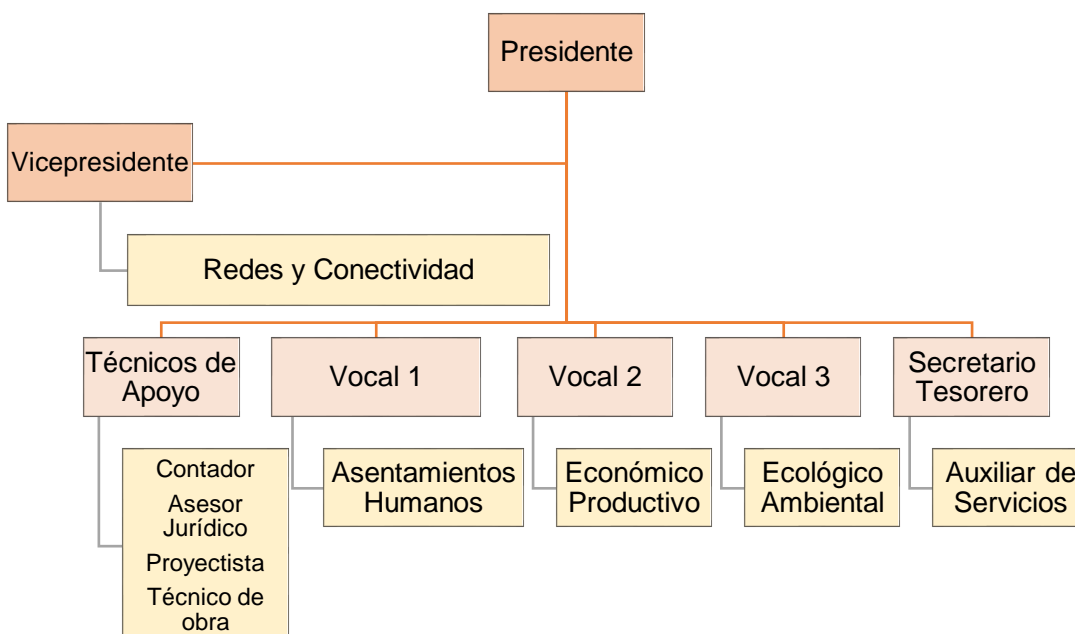 Presidente
Vicepresidente
Redes y Conectividad
Técnicos de
Apoyo
Vocal 1
Vocal 2
Vocal 3
Secretario
Tesorero
Contador
Asesor
Jurídico
Proyectista
Técnico de
obra
Asentamientos
Humanos
Económico
Productivo
Ecológico
Ambiental
Auxiliar de
Servicios